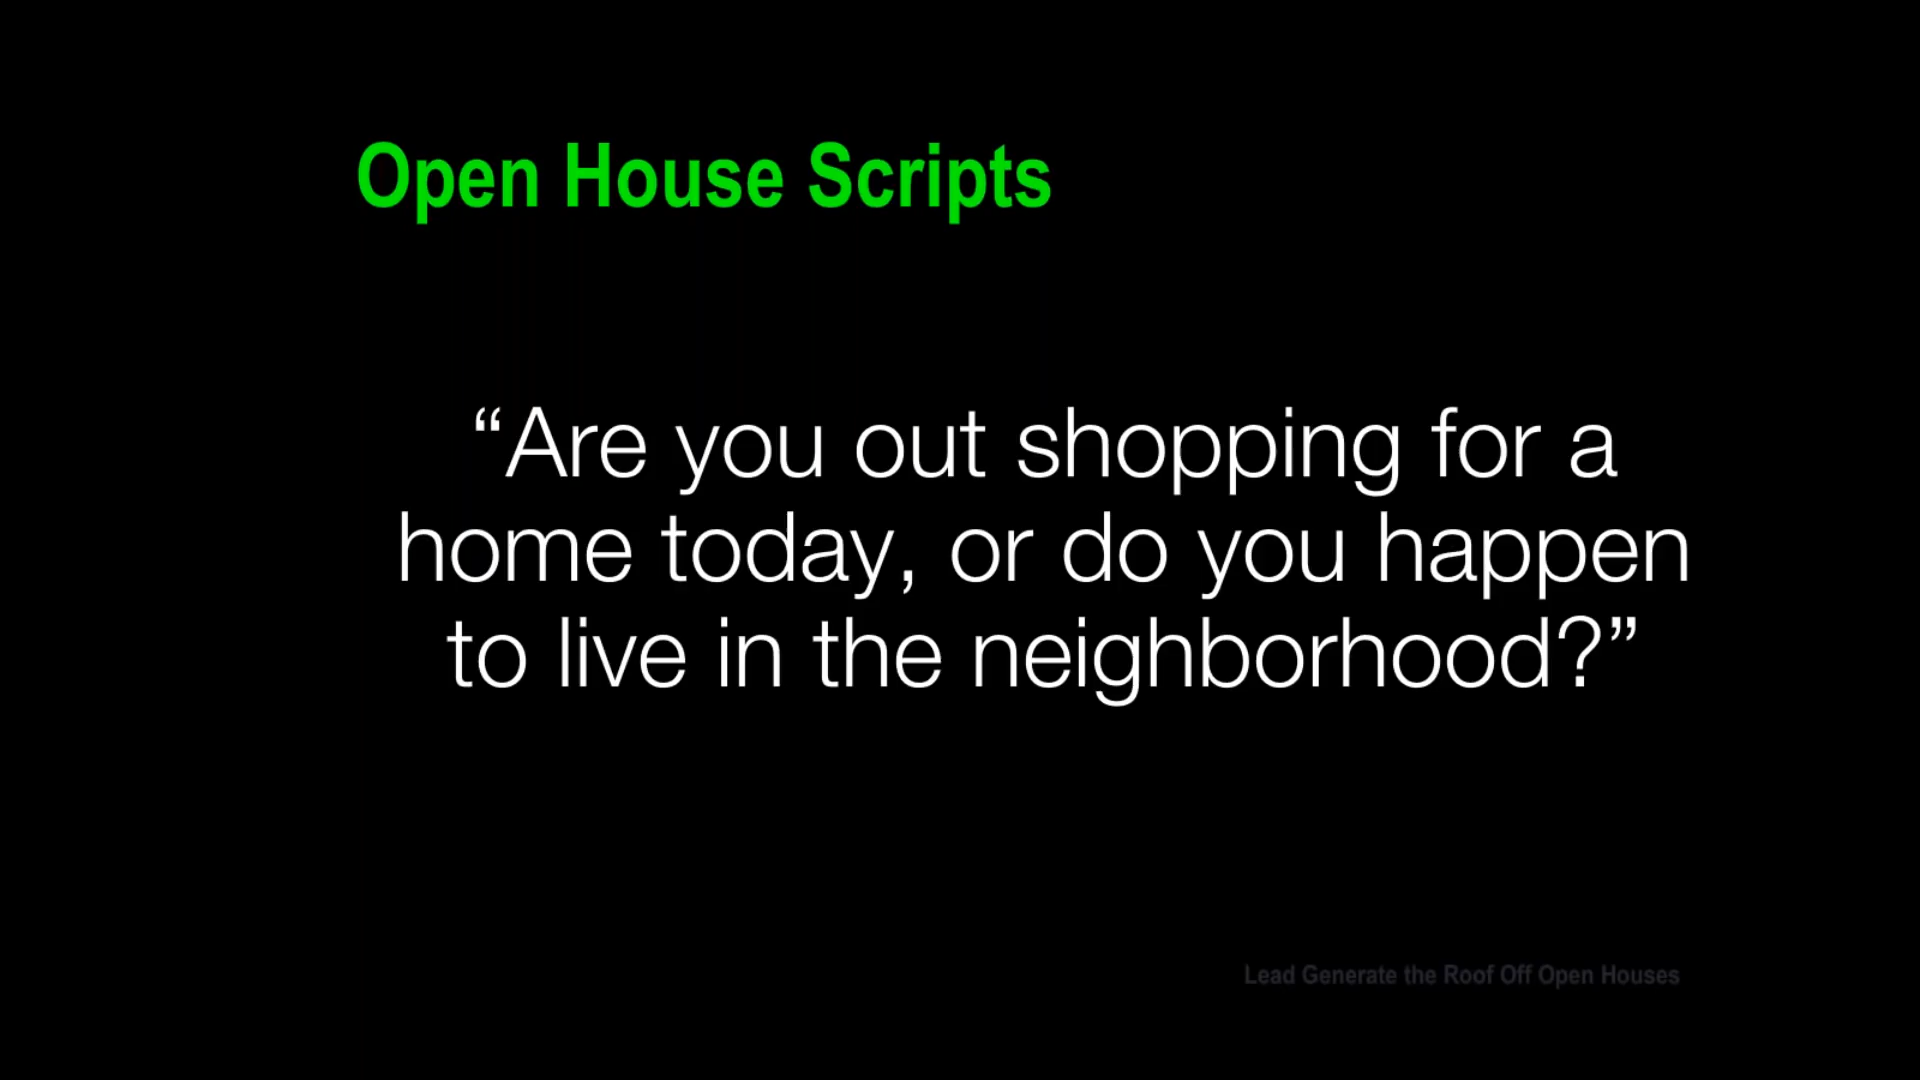 Open House Scripts
“Are you out shopping for a
home today, or do you happen
to live in the neighborhood?”
Lead Generate the Roof Off Open Houses